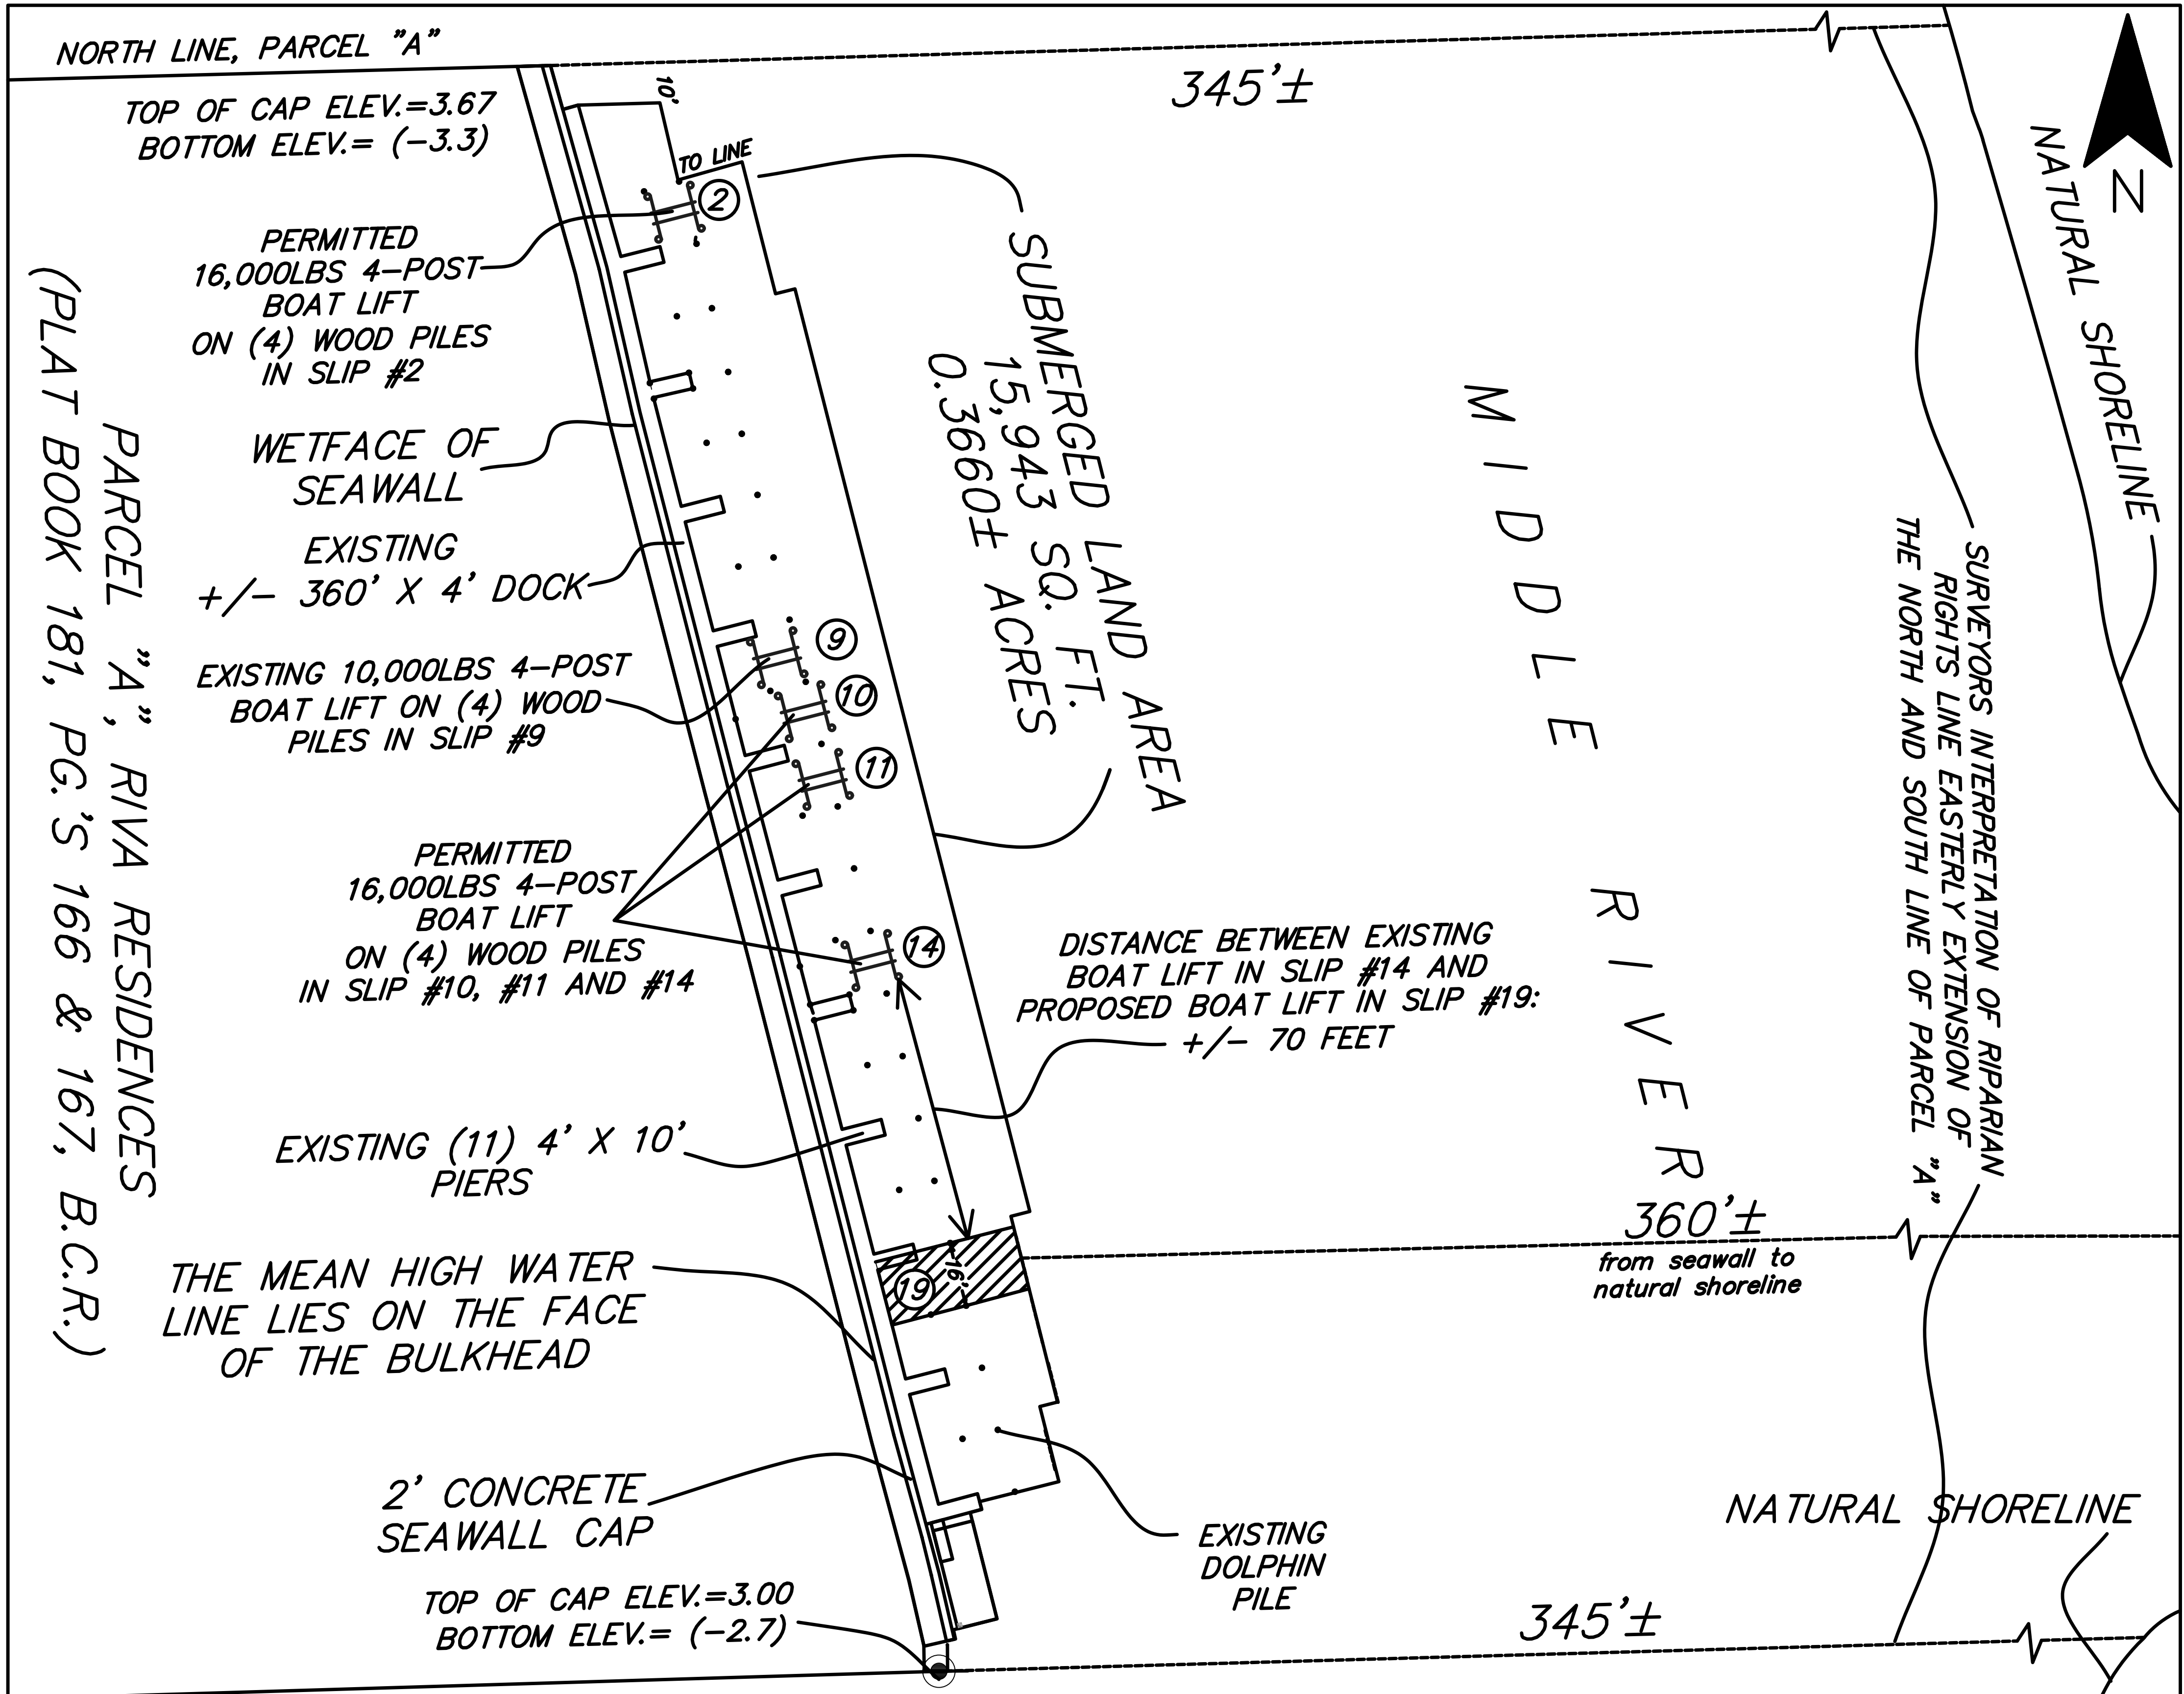 NORTH LINE, PARCEL "A"
TOP OF CAP ELEV.=3.67
BOTTOM ELEV.= (-3.3)
10'
TO LINE
345'±
N
NATURAL SHORELINE
2
PERMITTED
16,000LBS 4-POST
BOAT LIFT
ON (4) WOOD PILES
IN SLIP #2
SUBMERGED LAND AREA
15,943 SQ. FT.
0.3660± ACRES
MIDDLE RIVER
WETFACE OF
SEAWALL
EXISTING
+/- 360' X 4' DOCK
PARCEL "A", RIVA RESIDENCES
(PLAT BOOK 181, PG.'S 166 & 167, B.C.R.)
EXISTING 10,000LBS 4-POST
BOAT LIFT ON (4) WOOD
PILES IN SLIP #9
9
10
11
SURVEYORS INTERPRETATION OF RIPARIAN
RIGHTS LINE EASTERLY EXTENSION OF
THE NORTH AND SOUTH LINE OF PARCEL "A"
PERMITTED
16,000LBS 4-POST
BOAT LIFT
ON (4) WOOD PILES
IN SLIP #10, #11 AND #14
14
DISTANCE BETWEEN EXISTING
BOAT LIFT IN SLIP #14 AND
PROPOSED BOAT LIFT IN SLIP #19:
+/- 70 FEET
EXISTING (11) 4' X 10'
PIERS
360'±
from seawall to
natural shoreline
19
16'
THE MEAN HIGH WATER
LINE LIES ON THE FACE
OF THE BULKHEAD
2' CONCRETE
SEAWALL CAP
EXISTING
DOLPHIN
PILE
NATURAL SHORELINE
TOP OF CAP ELEV.=3.00
BOTTOM ELEV.= (-2.7)
345'±